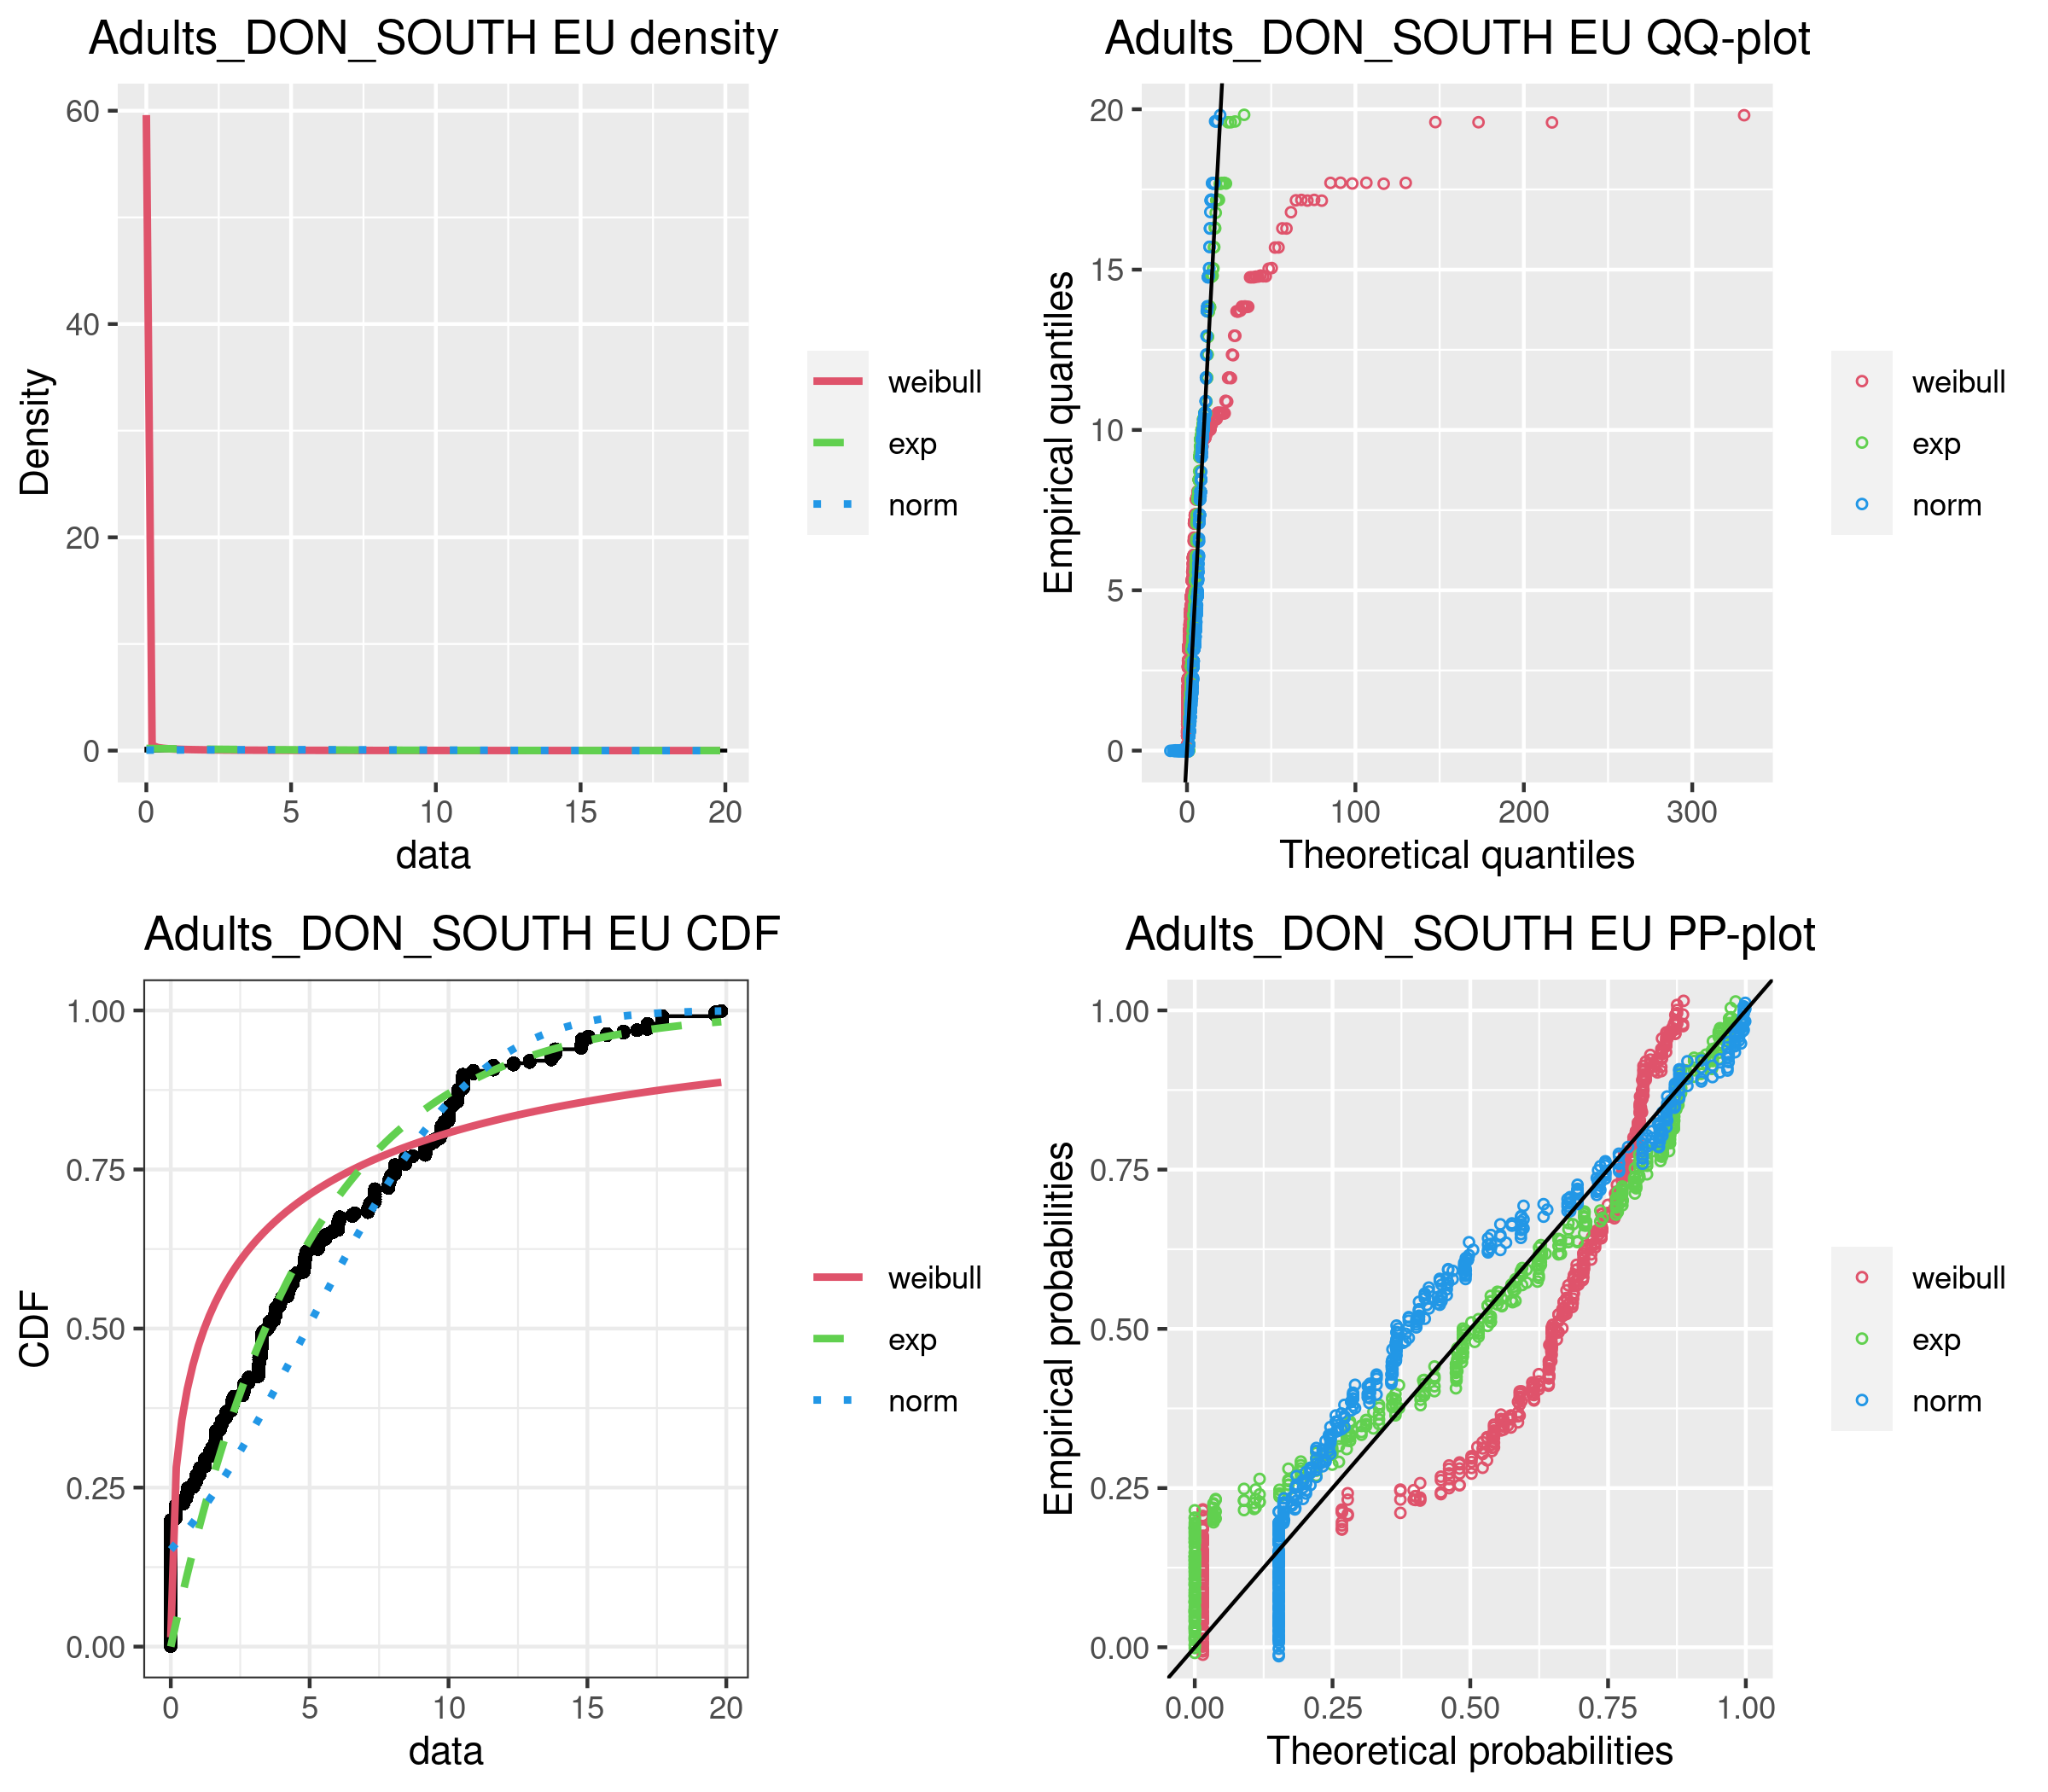 Adults_DON_SOUTH EU density
60
40
20
0
Density
0 5 10 15 20
data
weibull
exp
norm
Adults_DON_SOUTH EU QQ-plot
20
15
10
5
0
Empirical quantiles
0 100 200 300
Theoretical quantiles
weibull
exp
norm
Adults_DON_SOUTH EU CDF
1.00
0.75
0.50
0.25
0.00
CDF
0 5 10 15 20
data
weibull
exp
norm
Adults_DON_SOUTH EU PP-plot
1.00
0.75
0.50
0.25
0.00
Empirical probabilities
0.00 0.25 0.50 0.75 1.00
Theoretical probabilities
weibull
exp
norm